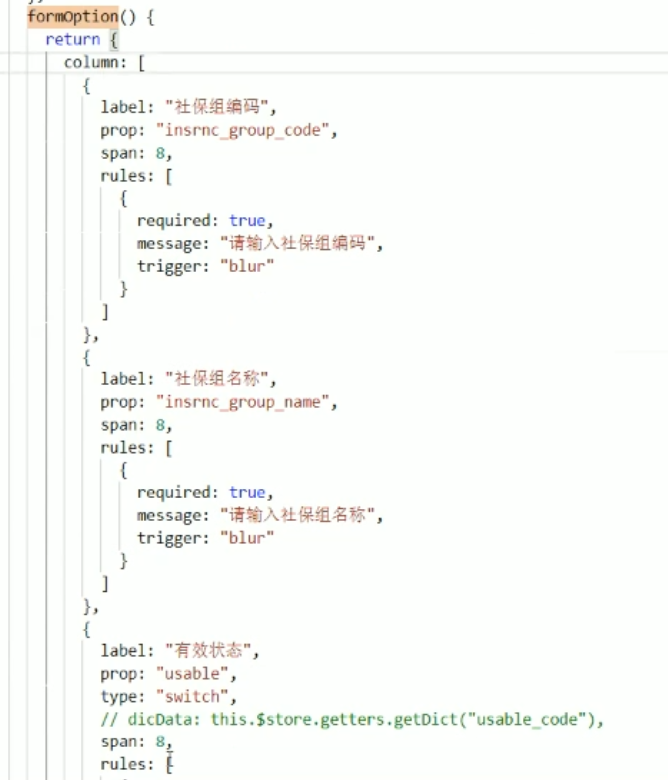 formOption() {
return {
column: [
{
label: "社保组编码",
prop: "insrnc_group_code",
span: 8,
rules: [
{
required: true,
message: "请输入社保组编码",
trigger: "blur"
}
]
},
{
label: "社保组名称",
prop: "insrnc_group_name",
span: 8,
rules: [
{
required: true,
message: "请输入社保组名称",
trigger: "blur"
}
]
},
{
label: "有效状态",
prop: "usable",
type: "switch",
// dicData: this.$store.getters.getDict("usable_code"),
span: 8,
rules: [